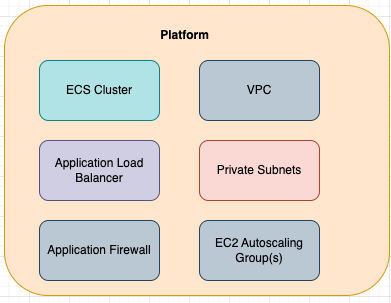 Platform
ECS Cluster
VPC
Application Load
Balancer
Private Subnets
Application Firewall
EC2 Autoscaling
Group(s)